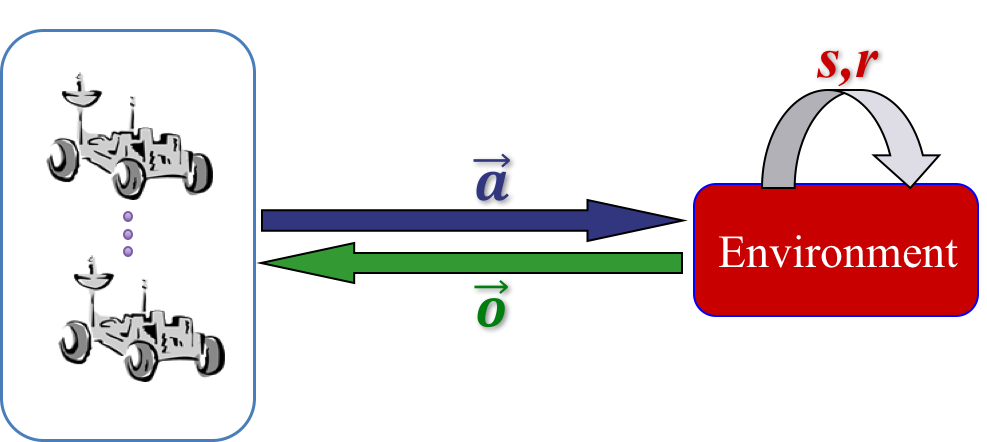 s,r
a⃗
Environment
o⃗